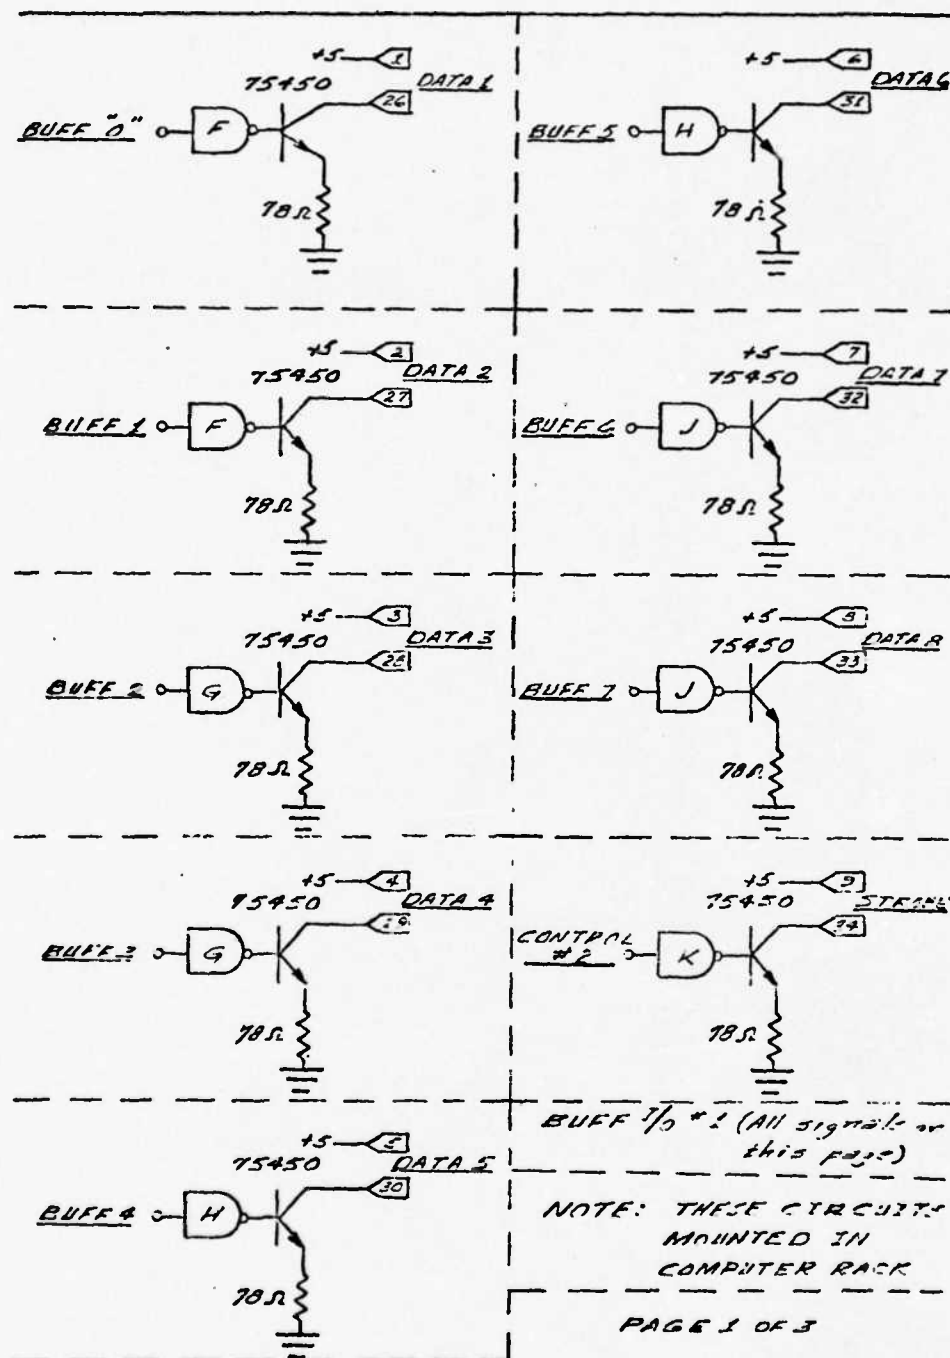 +5 1
75450 DATA 1
26
BUFF "0" F
78Ω
+5 2
75450 DATA 2
27
BUFF 1 F
78Ω
+5 3
75450 DATA 3
28
BUFF 2 G
78Ω
+5 4
75450 DATA 4
BUFF 3 G
78Ω
+5 5
75450 DATA 5
30
BUFF 4 H
78Ω
+5 6
DATA 6
31
BUFF 5 H
78Ω
+5 7
75450 DATA 7
32
BUFF 6 J
78Ω
+5 8
75450 DATA 8
33
BUFF 7 J
78Ω
+5 9
75450
34
CONTROL
#2 K
78Ω
BUFF I/O #1 (All signals on
this page)
NOTE: THESE CIRCUITS
MOUNTED IN
COMPUTER RACK
PAGE 1 OF 3